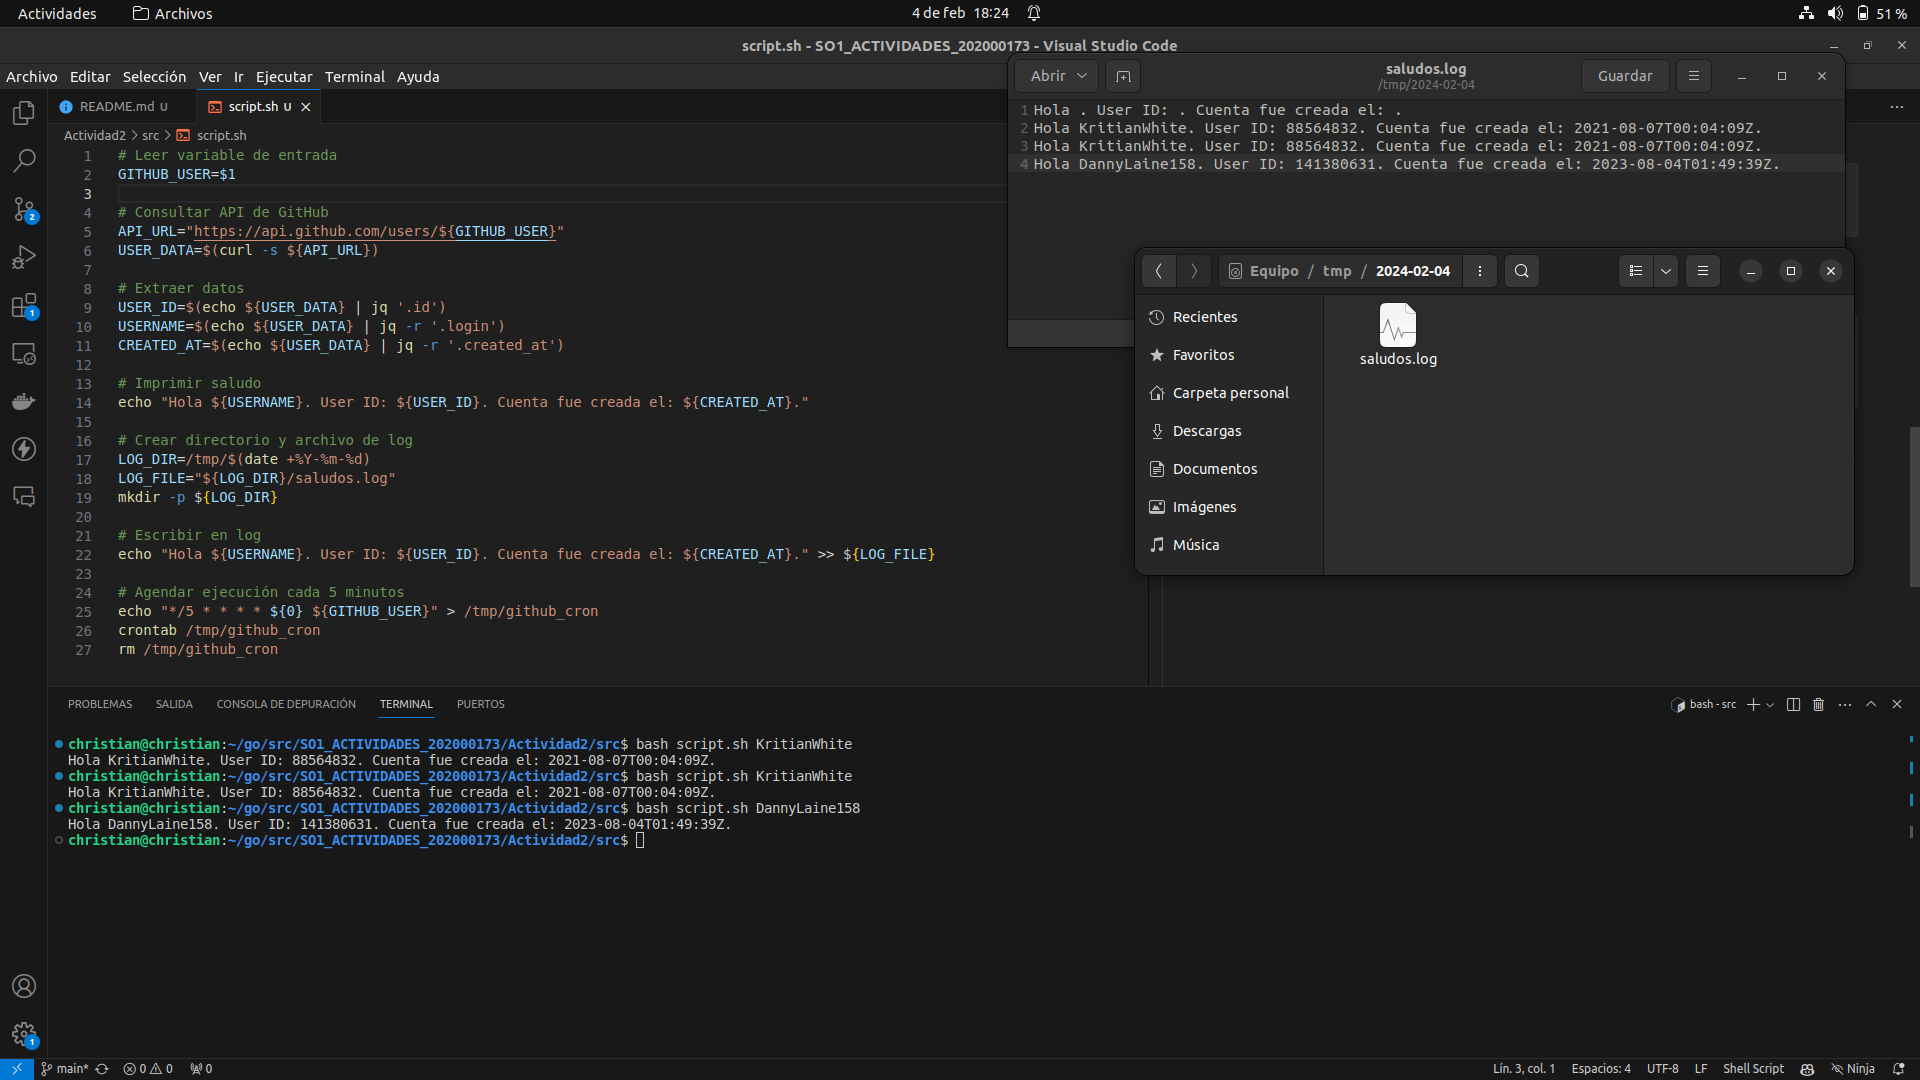 Actividades
Archivos
4 de feb 18:24
51 %
script.sh - SO1_ACTIVIDADES_202000173 - Visual Studio Code
Archivo Editar Selección Ver Ir Ejecutar Terminal Ayuda
README.md U
script.sh U
Actividad2 > src > script.sh
1 # Leer variable de entrada
2 GITHUB_USER=$1
3
4 # Consultar API de GitHub
5 API_URL="https://api.github.com/users/${GITHUB_USER}"
6 USER_DATA=$(curl -s ${API_URL})
7
8 # Extraer datos
9 USER_ID=$(echo ${USER_DATA} | jq '.id')
10 USERNAME=$(echo ${USER_DATA} | jq -r '.login')
11 CREATED_AT=$(echo ${USER_DATA} | jq -r '.created_at')
12
13 # Imprimir saludo
14 echo "Hola ${USERNAME}. User ID: ${USER_ID}. Cuenta fue creada el: ${CREATED_AT}."
15
16 # Crear directorio y archivo de log
17 LOG_DIR=/tmp/$(date +%Y-%m-%d)
18 LOG_FILE="${LOG_DIR}/saludos.log"
19 mkdir -p ${LOG_DIR}
20
21 # Escribir en log
22 echo "Hola ${USERNAME}. User ID: ${USER_ID}. Cuenta fue creada el: ${CREATED_AT}." >> ${LOG_FILE}
23
24 # Agendar ejecución cada 5 minutos
25 echo "*/5 * * * * ${0} ${GITHUB_USER}" > /tmp/github_cron
26 crontab /tmp/github_cron
27 rm /tmp/github_cron
Abrir
saludos.log
/tmp/2024-02-04
Guardar
1 Hola . User ID: . Cuenta fue creada el: .
2 Hola KritianWhite. User ID: 88564832. Cuenta fue creada el: 2021-08-07T00:04:09Z.
3 Hola KritianWhite. User ID: 88564832. Cuenta fue creada el: 2021-08-07T00:04:09Z.
4 Hola DannyLaine158. User ID: 141380631. Cuenta fue creada el: 2023-08-04T01:49:39Z.
Equipo / tmp / 2024-02-04
Recientes
Favoritos
Carpeta personal
Descargas
Documentos
Imágenes
Música
saludos.log
2
1
PROBLEMAS SALIDA CONSOLA DE DEPURACIÓN TERMINAL PUERTOS
bash - src
christian@christian:~/go/src/SO1_ACTIVIDADES_202000173/Actividad2/src$ bash script.sh KritianWhite
Hola KritianWhite. User ID: 88564832. Cuenta fue creada el: 2021-08-07T00:04:09Z.
christian@christian:~/go/src/SO1_ACTIVIDADES_202000173/Actividad2/src$ bash script.sh KritianWhite
Hola KritianWhite. User ID: 88564832. Cuenta fue creada el: 2021-08-07T00:04:09Z.
christian@christian:~/go/src/SO1_ACTIVIDADES_202000173/Actividad2/src$ bash script.sh DannyLaine158
Hola DannyLaine158. User ID: 141380631. Cuenta fue creada el: 2023-08-04T01:49:39Z.
christian@christian:~/go/src/SO1_ACTIVIDADES_202000173/Actividad2/src$
1
main* 0 0 0
Lín. 3, col. 1 Espacios: 4 UTF-8 LF Shell Script Ninja